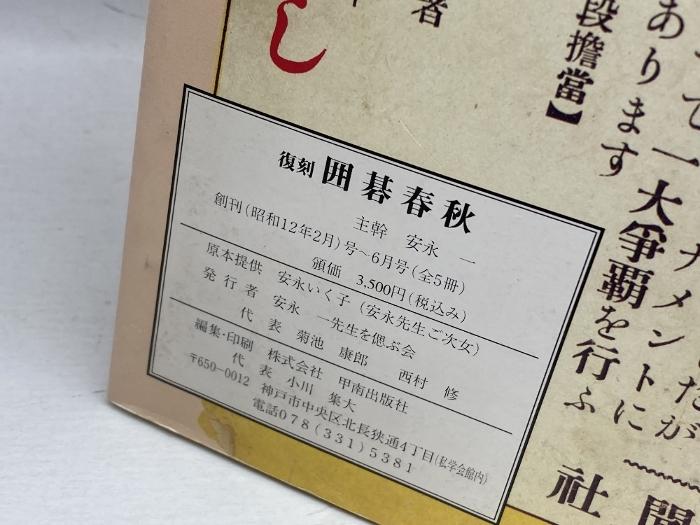 者
し
段擔當】
あります
一大争覇を行ふ
ナメントに
社
復刻 囲碁春秋
主幹 安永 一
創刊(昭和12年2月)号~6月号(全5冊)
頒価 3,500円(税込み)
原本提供 安永いく子(安永先生ご次女)
発行者 安永 一先生を偲ぶ会
代表 菊池 康郎 西村 修
編集・印刷 株式会社 甲南出版社
代表 小川 集大
〒650-0012 神戸市中央区北長狭通4丁目(私学会館内)
電話078(331)5381